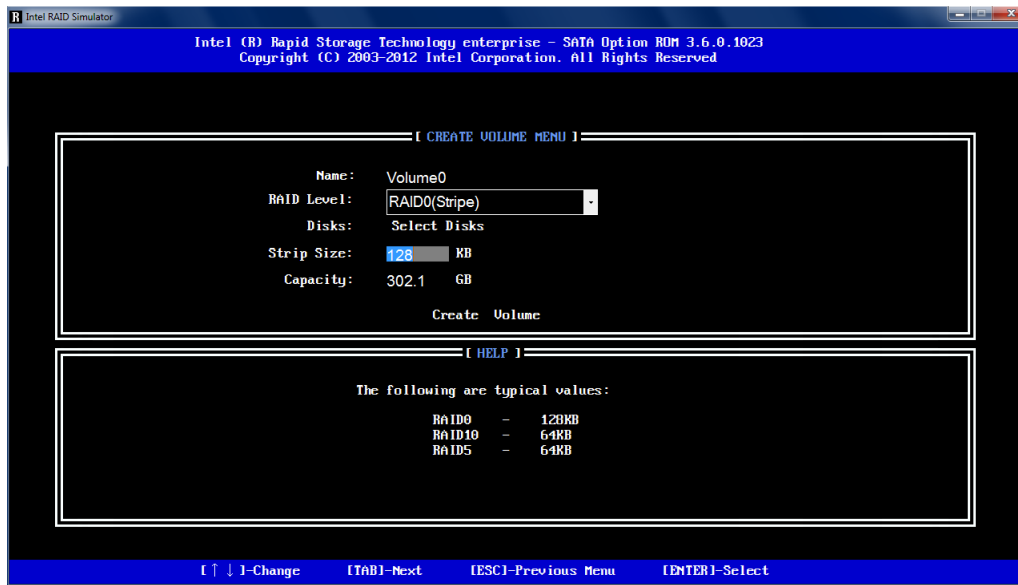 R Intel RAID Simulator
Intel (R) Rapid Storage Technology enterprise - SATA Option ROM 3.6.0.1023
Copyright (C) 2003-2012 Intel Corporation. All Rights Reserved
[ CREATE VOLUME MENU ]
Name: Volume0
RAID Level: RAID0(Stripe)
Disks: Select Disks
Strip Size: 128 KB
Capacity: 302.1 GB
Create Volume
[ HELP ]
The following are typical values:
RAID0 - 128KB
RAID10 - 64KB
RAID5 - 64KB
[↑↓]-Change [TAB]-Next [ESC]-Previous Menu [ENTER]-Select